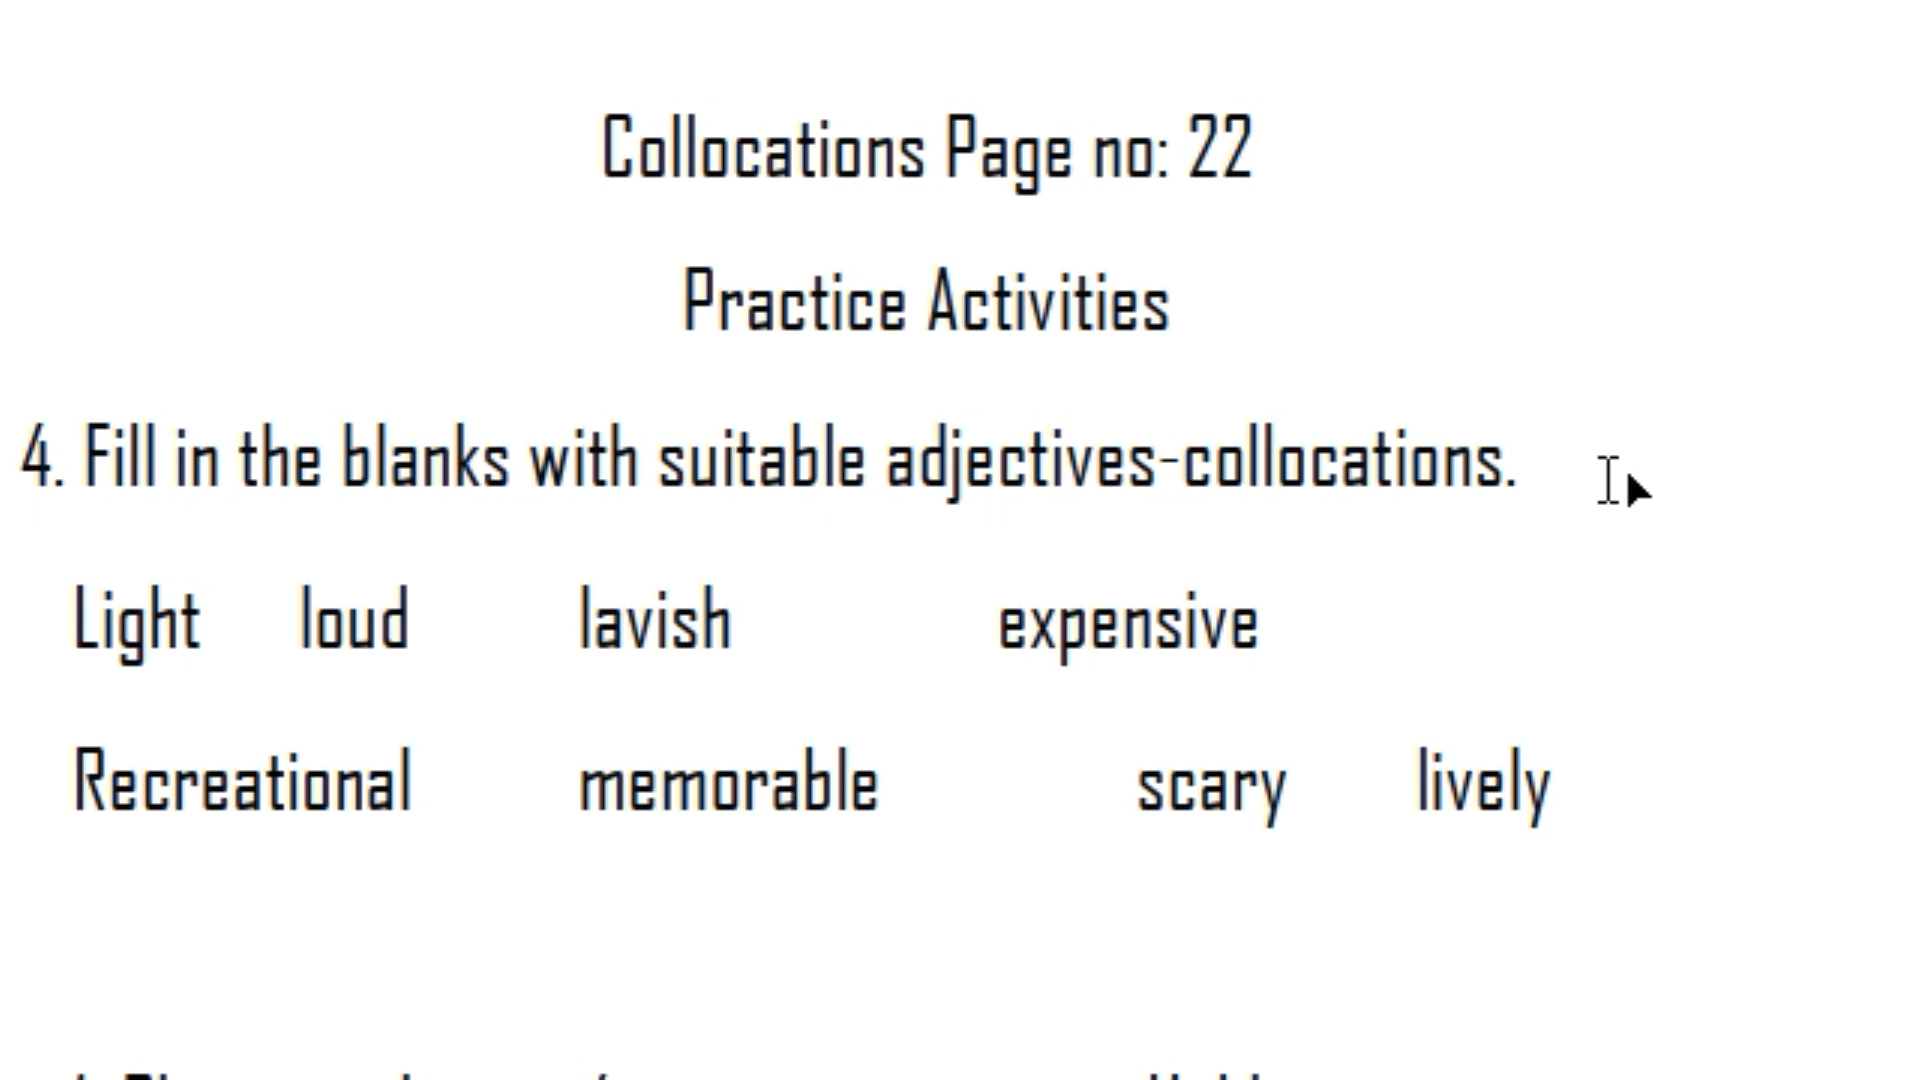 Collocations Page no: 22
Practice Activities
4. Fill in the blanks with suitable adjectives-collocations.
Light loud lavish expensive
Recreational memorable scary lively